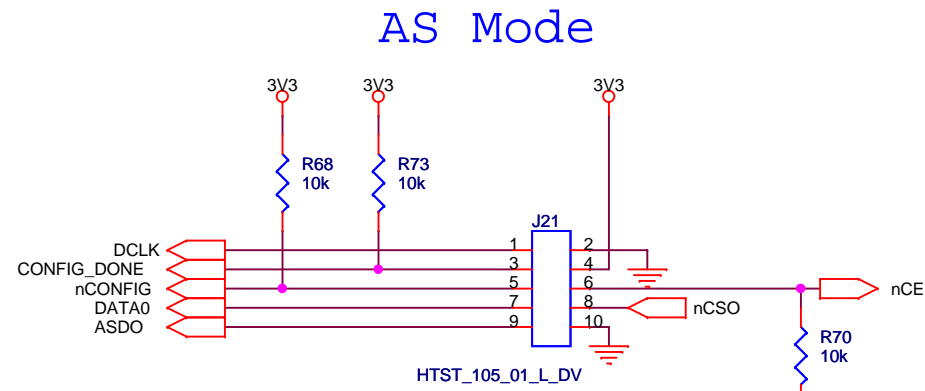 AS Mode
3V3 3V3 3V3
R68 R73
10k 10k
J21
DCLK 1 2
CONFIG_DONE 3 4
nCONFIG 5 6 nCE
DATA0 7 8 nCSO
ASDO 9 10
R70
10k
HTST_105_01_L_DV